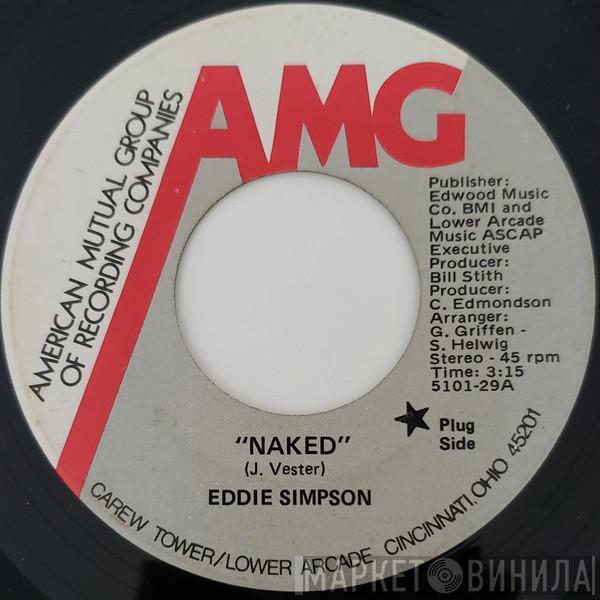 AMG
AMERICAN MUTUAL GROUP
OF RECORDING COMPANIES
Publisher:
Edwood Music
Co. BMI and
Lower Arcade
Music ASCAP
Executive
Producer:
Bill Stith
Producer:
C. Edmondson
Arranger:
G. Griffen -
S. Helwig
Stereo - 45 rpm
Time: 3:15
5101-29A
Plug
Side
"NAKED"
(J. Vester)
EDDIE SIMPSON
CAREW TOWER/LOWER ARCADE CINCINNATI, OHIO 45201
МАРКЕТ ВИНИЛА